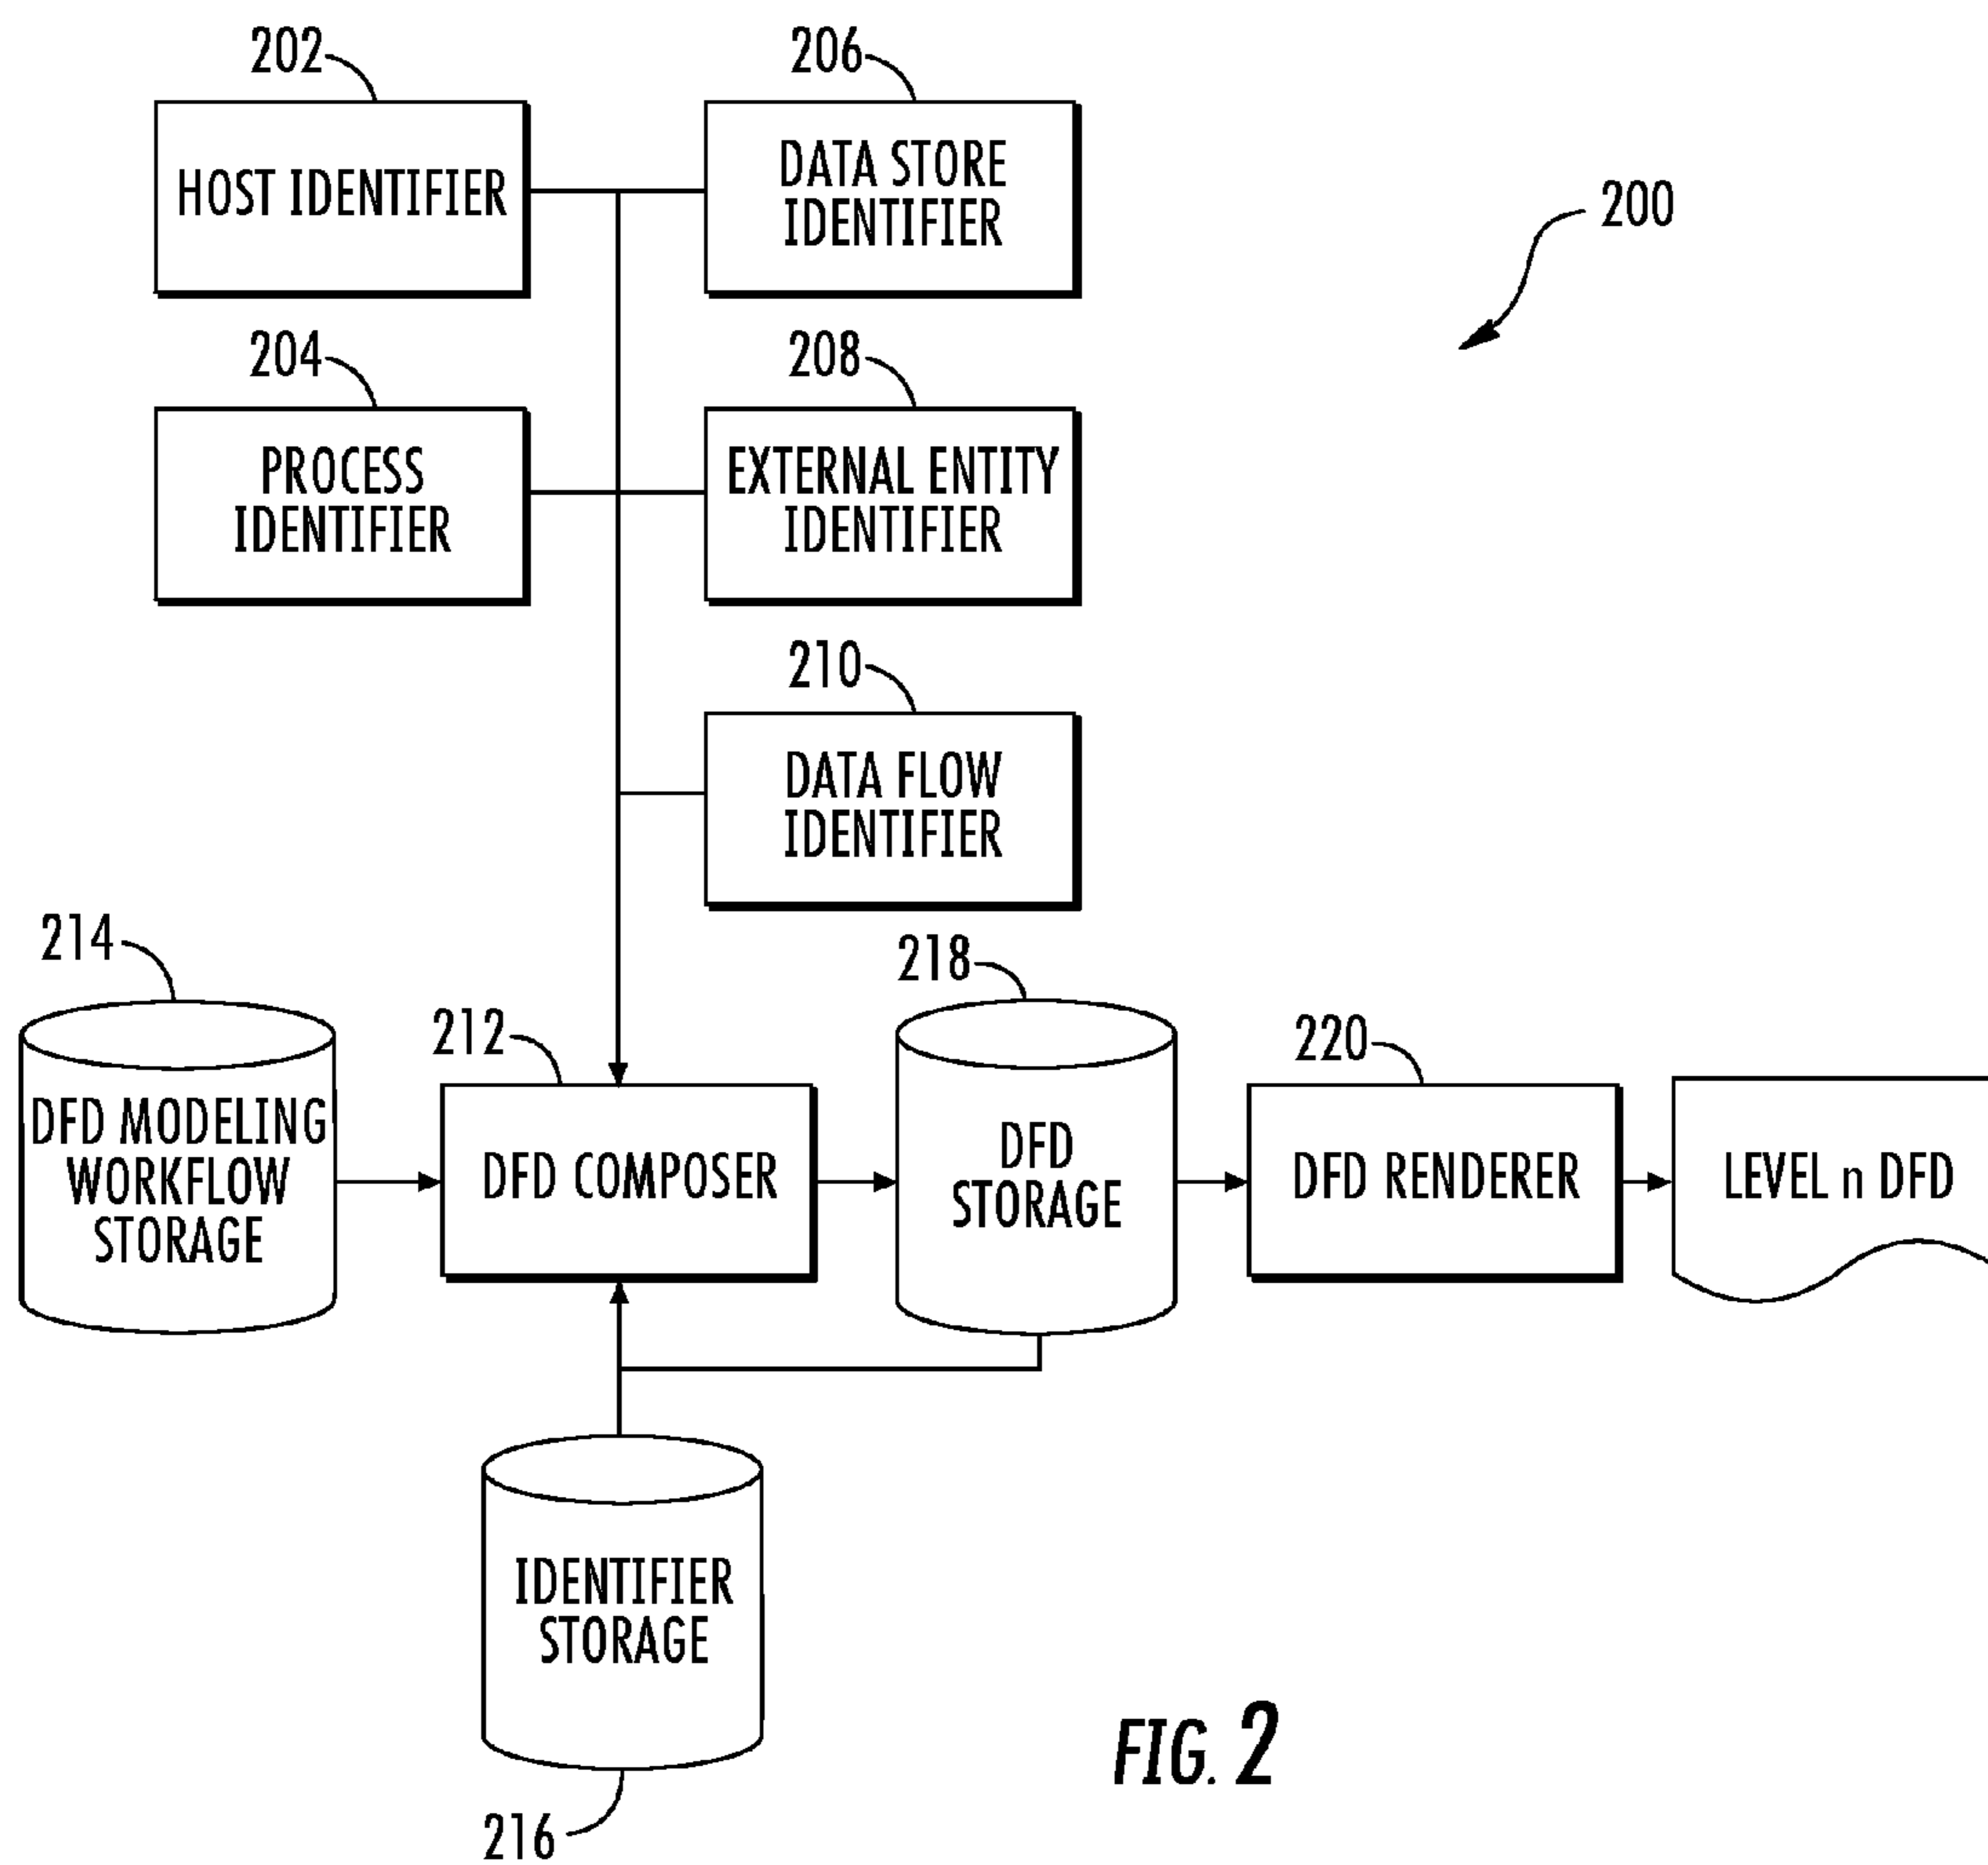 202
206
HOST IDENTIFIER
DATA STORE
IDENTIFIER
200
204
208
PROCESS
IDENTIFIER
EXTERNAL ENTITY
IDENTIFIER
210
DATA FLOW
IDENTIFIER
214
218
212
220
DFD MODELING
WORKFLOW
STORAGE
DFD COMPOSER
DFD
STORAGE
DFD RENDERER
LEVEL n DFD
IDENTIFIER
STORAGE
216
FIG. 2